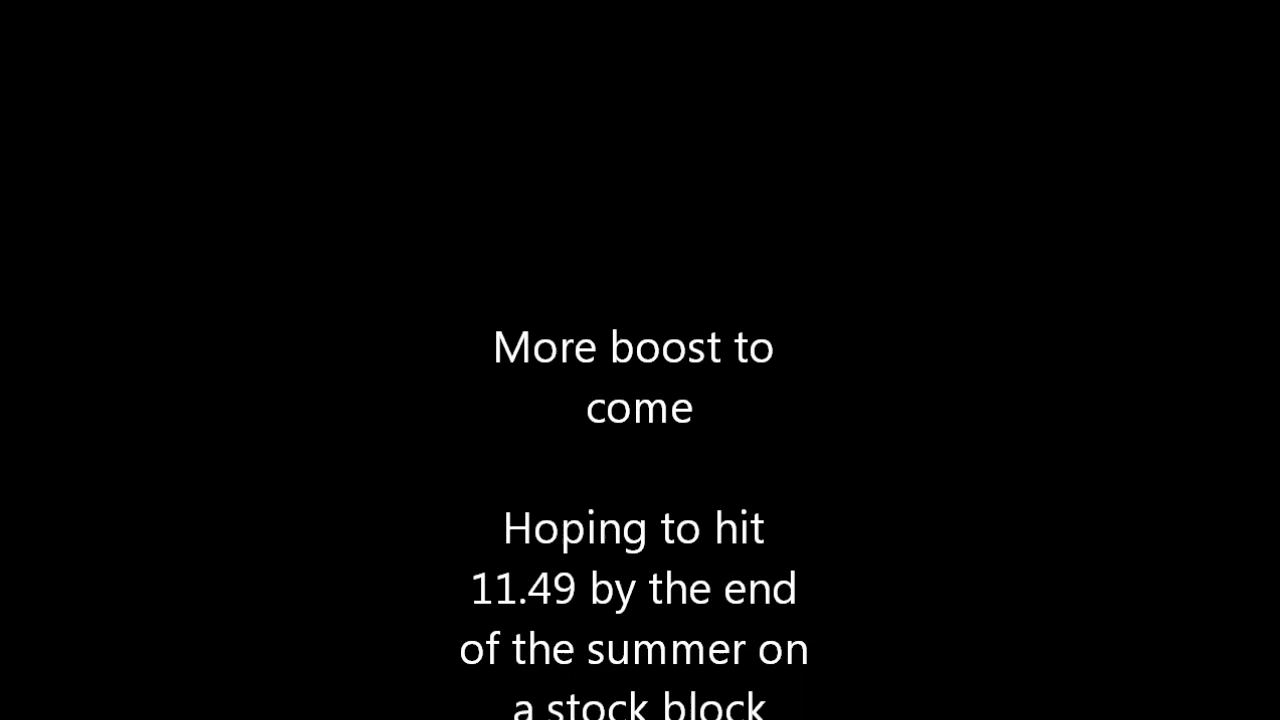 More boost to
come
Hoping to hit
11.49 by the end
of the summer on
a stock block